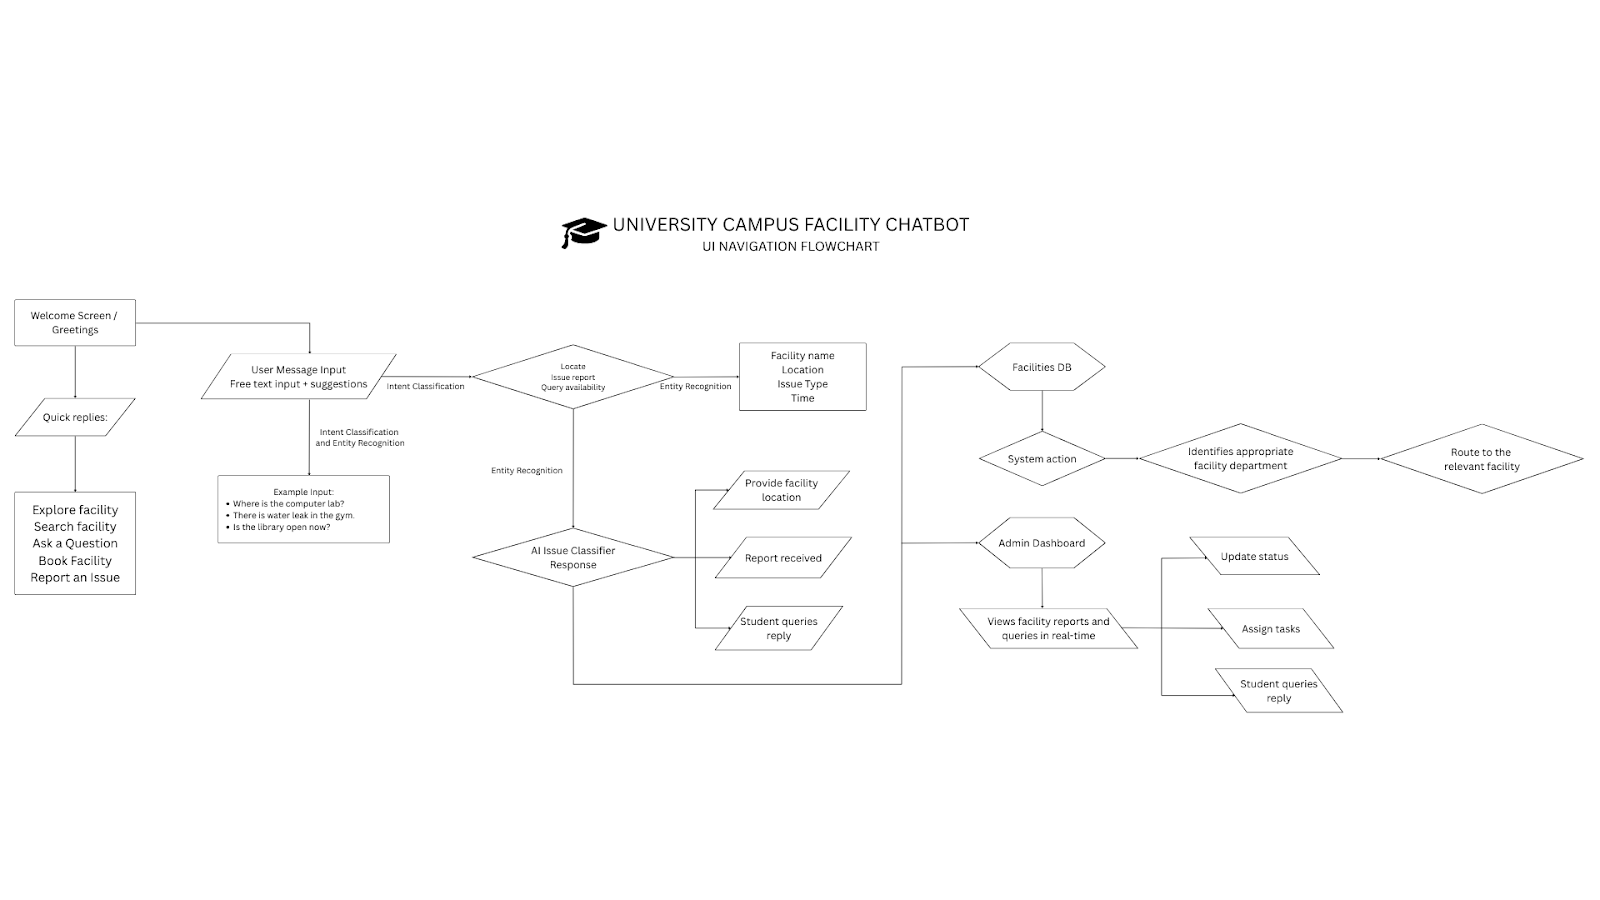 UNIVERSITY CAMPUS FACILITY CHATBOT
UI NAVIGATION FLOWCHART
Welcome Screen /
Greetings
Quick replies:
Explore facility
Search facility
Ask a Question
Book Facility
Report an Issue
User Message Input
Free text input + suggestions
Intent Classification
Intent Classification
and Entity Recognition
Example Input:
• Where is the computer lab?
• There is water leak in the gym.
• Is the library open now?
Locate
Issue report
Query availability
Entity Recognition
Facility name
Location
Issue Type
Time
Entity Recognition
AI Issue Classifier
Response
Provide facility
location
Report received
Student queries
reply
Facilities DB
System action
Identifies appropriate
facility department
Route to the
relevant facility
Admin Dashboard
Views facility reports and
queries in real-time
Update status
Assign tasks
Student queries
reply